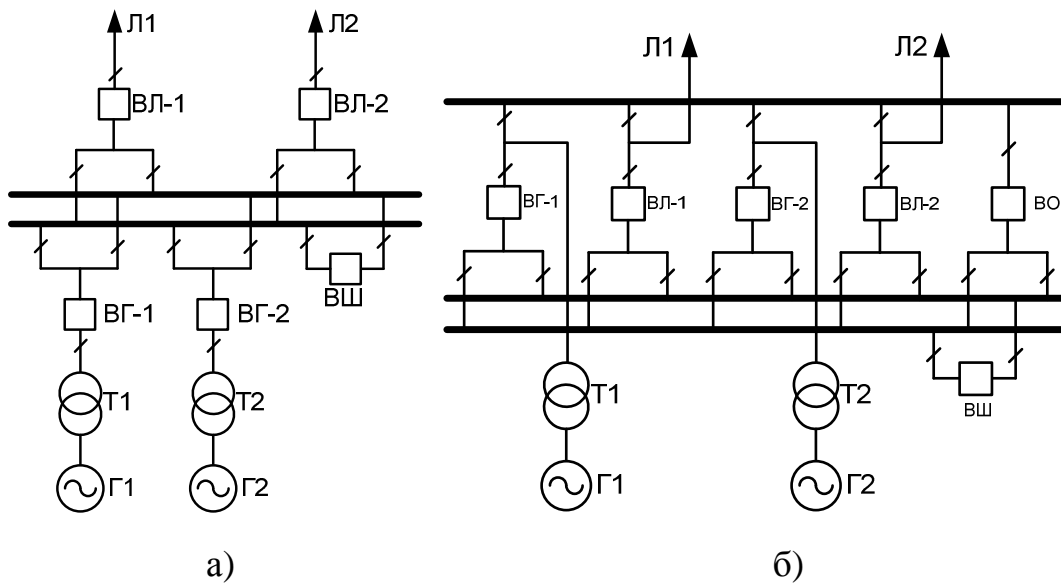 Л1
Л2
ВЛ-1
ВЛ-2
ВШ
ВГ-1
ВГ-2
Т1
Т2
Г1
Г2
а)
Л1
Л2
ВГ-1
ВЛ-1
ВГ-2
ВЛ-2
ВО
Т1
Т2
ВШ
Г1
Г2
б)